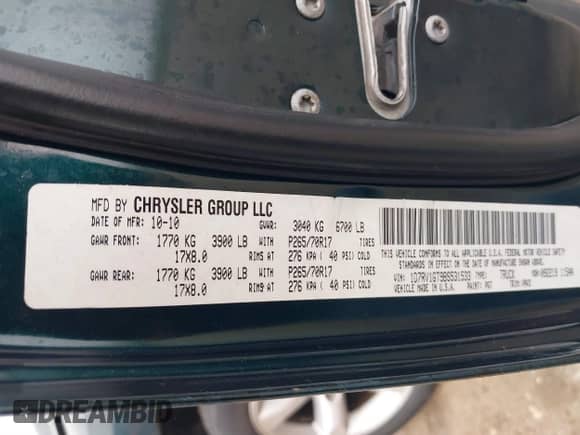 MFD BY CHRYSLER GROUP LLC
DATE OF MFR 10-10 GVWR: 3040 KG 6700 LB
GAWR FRONT: 1770 KG 3900 LB WITH P265/70R17 TIRES
17X8.0 RIMS AT 276 KPA ( 40 PSI) COLD
GAWR REAR: 1770 KG 3900 LB WITH P265/70R17 TIRES
17X8.0 RIMS AT 276 KPA ( 40 PSI) COLD
THIS VEHICLE CONFORMS TO ALL APPLICABLE U.S.A. FEDERAL MOTOR VEHICLE SAFETY
STANDARDS IN EFFECT ON THE DATE OF MANUFACTURE SHOWN ABOVE.
VIN: TYPE: TRUCK
VEHICLE MADE IN U.S.A. PAINT: TRIM:
DREAMBID